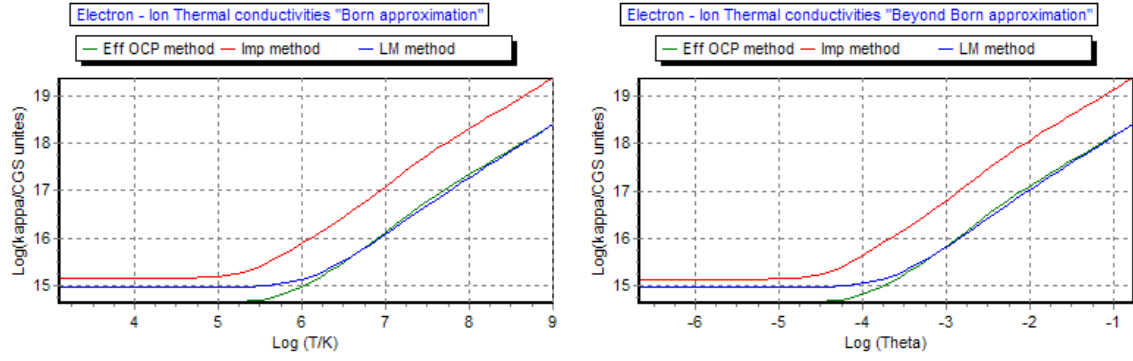 Electron - Ion Thermal conductivities "Born approximation"
Eff OCP method Imp method LM method
19
18
17
16
15
Log(kappa/CGS unites)
4 5 6 7 8 9
Log (T/K)
Electron - Ion Thermal conductivities "Beyond Born approximation"
Eff OCP method Imp method LM method
19
18
17
16
15
Log(kappa/CGS unites)
-6 -5 -4 -3 -2 -1
Log (Theta)